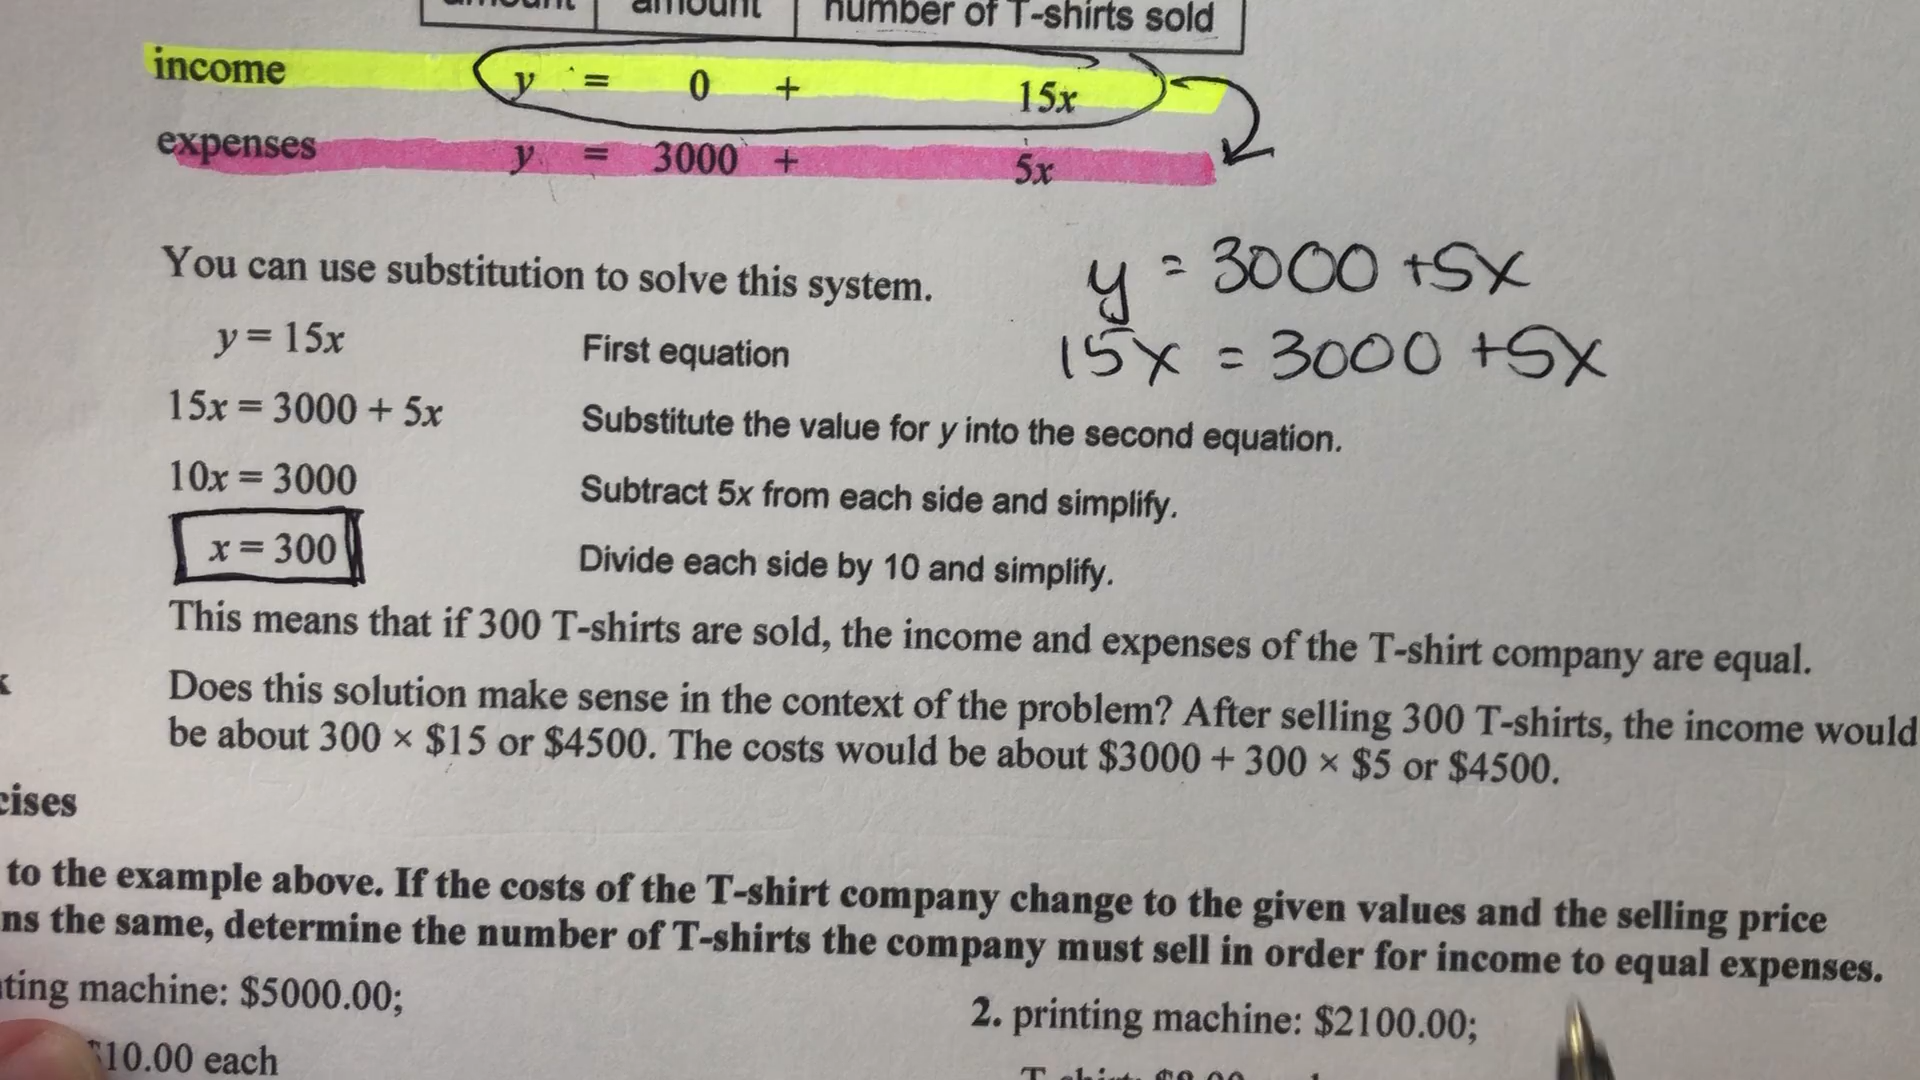 amount amount number of T-shirts sold
income y = 0 + 15x
expenses y = 3000 + 5x
You can use substitution to solve this system.
y = 3000 + 5x
y = 15x First equation
15x = 3000 + 5x
15x = 3000 + 5x Substitute the value for y into the second equation.
10x = 3000 Subtract 5x from each side and simplify.
x = 300 Divide each side by 10 and simplify.
This means that if 300 T-shirts are sold, the income and expenses of the T-shirt company are equal.
Does this solution make sense in the context of the problem? After selling 300 T-shirts, the income would
be about 300 × $15 or $4500. The costs would be about $3000 + 300 × $5 or $4500.
cises
to the example above. If the costs of the T-shirt company change to the given values and the selling price
ns the same, determine the number of T-shirts the company must sell in order for income to equal expenses.
ting machine: $5000.00;
2. printing machine: $2100.00;
$10.00 each